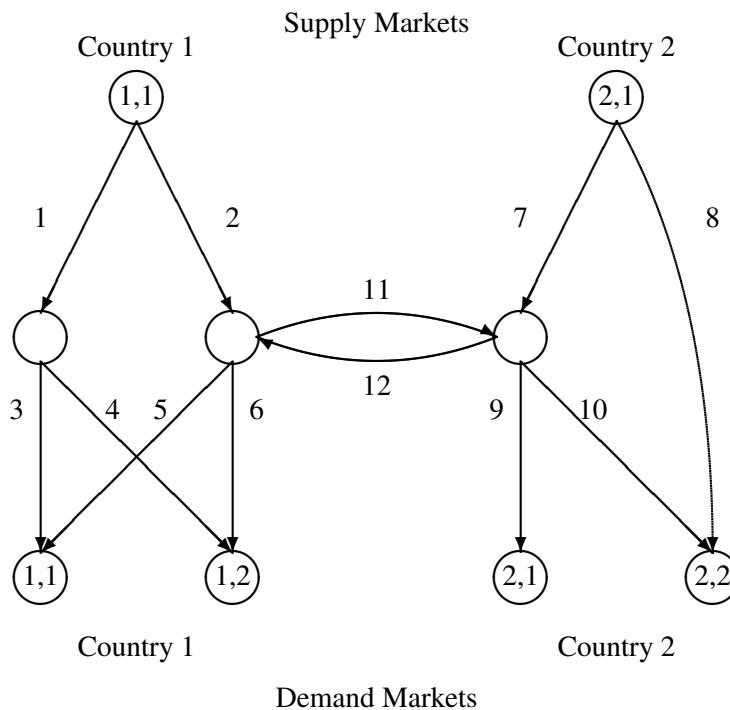 Supply Markets
Country 1 Country 2
1,1 2,1
1 2 7 8
11
12
3 4 5 6 9 10
1,1 1,2 2,1 2,2
Country 1 Country 2
Demand Markets